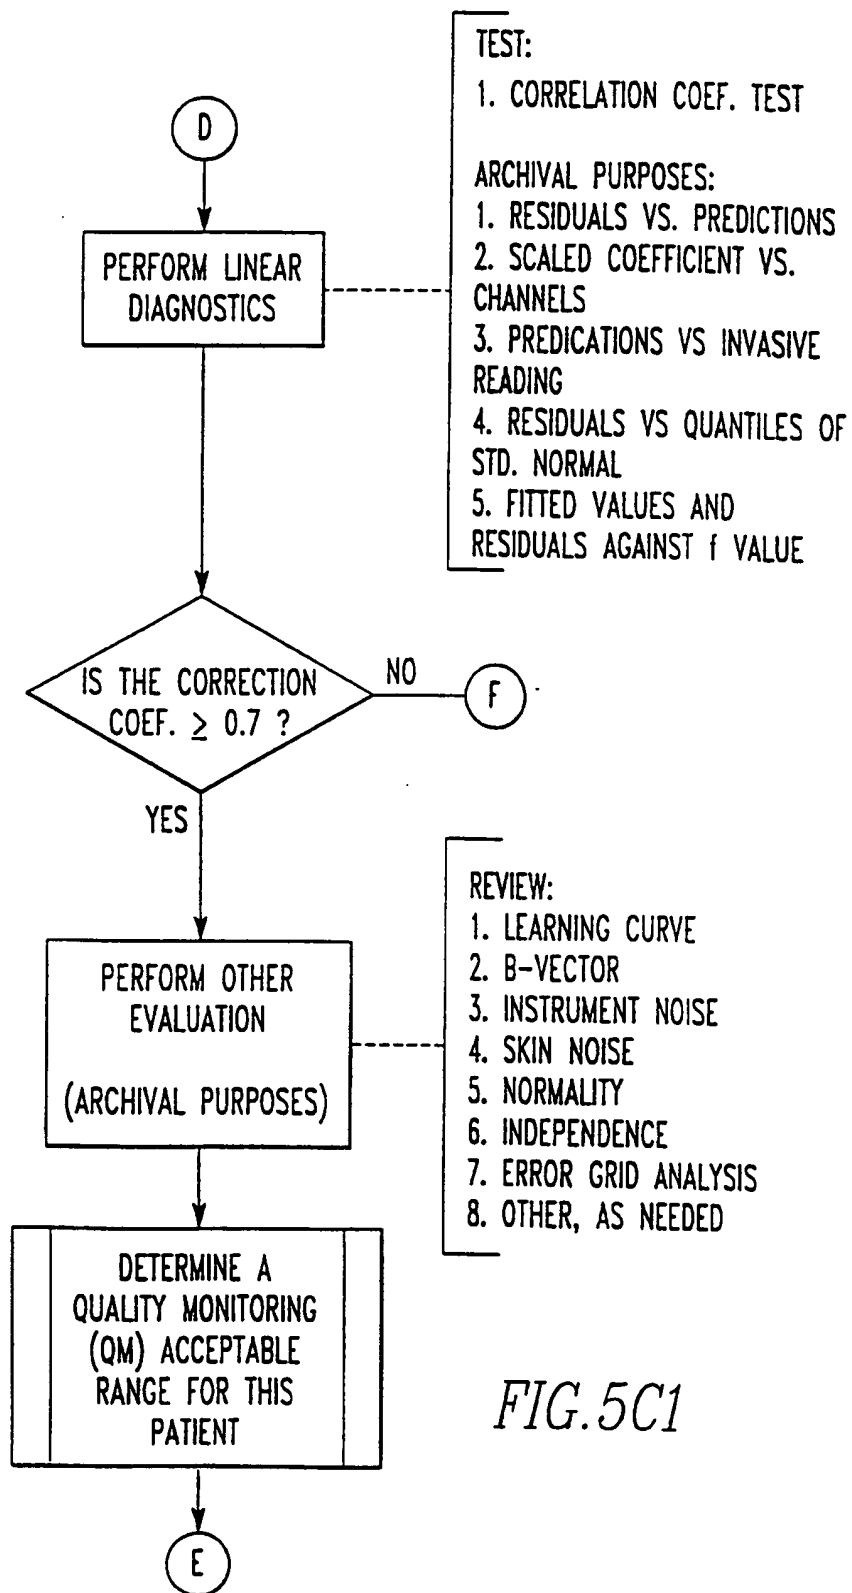 D
PERFORM LINEAR
DIAGNOSTICS
TEST:
1. CORRELATION COEF. TEST
ARCHIVAL PURPOSES:
1. RESIDUALS VS. PREDICTIONS
2. SCALED COEFFICIENT VS.
CHANNELS
3. PREDICATIONS VS INVASIVE
READING
4. RESIDUALS VS QUANTILES OF
STD. NORMAL
5. FITTED VALUES AND
RESIDUALS AGAINST f VALUE
IS THE CORRECTION
COEF. ≥ 0.7 ?
NO
F
YES
PERFORM OTHER
EVALUATION
(ARCHIVAL PURPOSES)
REVIEW:
1. LEARNING CURVE
2. B-VECTOR
3. INSTRUMENT NOISE
4. SKIN NOISE
5. NORMALITY
6. INDEPENDENCE
7. ERROR GRID ANALYSIS
8. OTHER, AS NEEDED
DETERMINE A
QUALITY MONITORING
(QM) ACCEPTABLE
RANGE FOR THIS
PATIENT
E
FIG.5C1